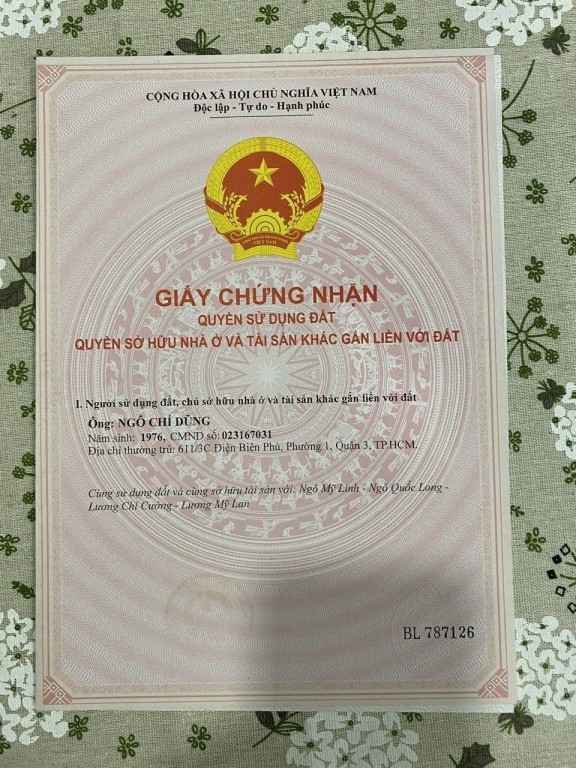 CỘNG HÒA XÃ HỘI CHỦ NGHĨA VIỆT NAM
Độc lập - Tự do - Hạnh phúc
VIỆT NAM
GIẤY CHỨNG NHẬN
QUYỀN SỬ DỤNG ĐẤT
QUYỀN SỞ HỮU NHÀ Ở VÀ TÀI SẢN KHÁC GẮN LIỀN VỚI ĐẤT
I. Người sử dụng đất, chủ sở hữu nhà ở và tài sản khác gắn liền với đất
Ông: NGÔ CHÍ DŨNG
Năm sinh: 1976, CMND số: 023167031
Địa chỉ thường trú: 611/3C Điện Biên Phủ, Phường 1, Quận 3, TP.HCM.
Cùng sử dụng đất và cùng sở hữu tài sản với: Ngô Mỹ Linh - Ngô Quốc Long -
Lương Chí Cường - Lương Mỹ Lan
BL 787126